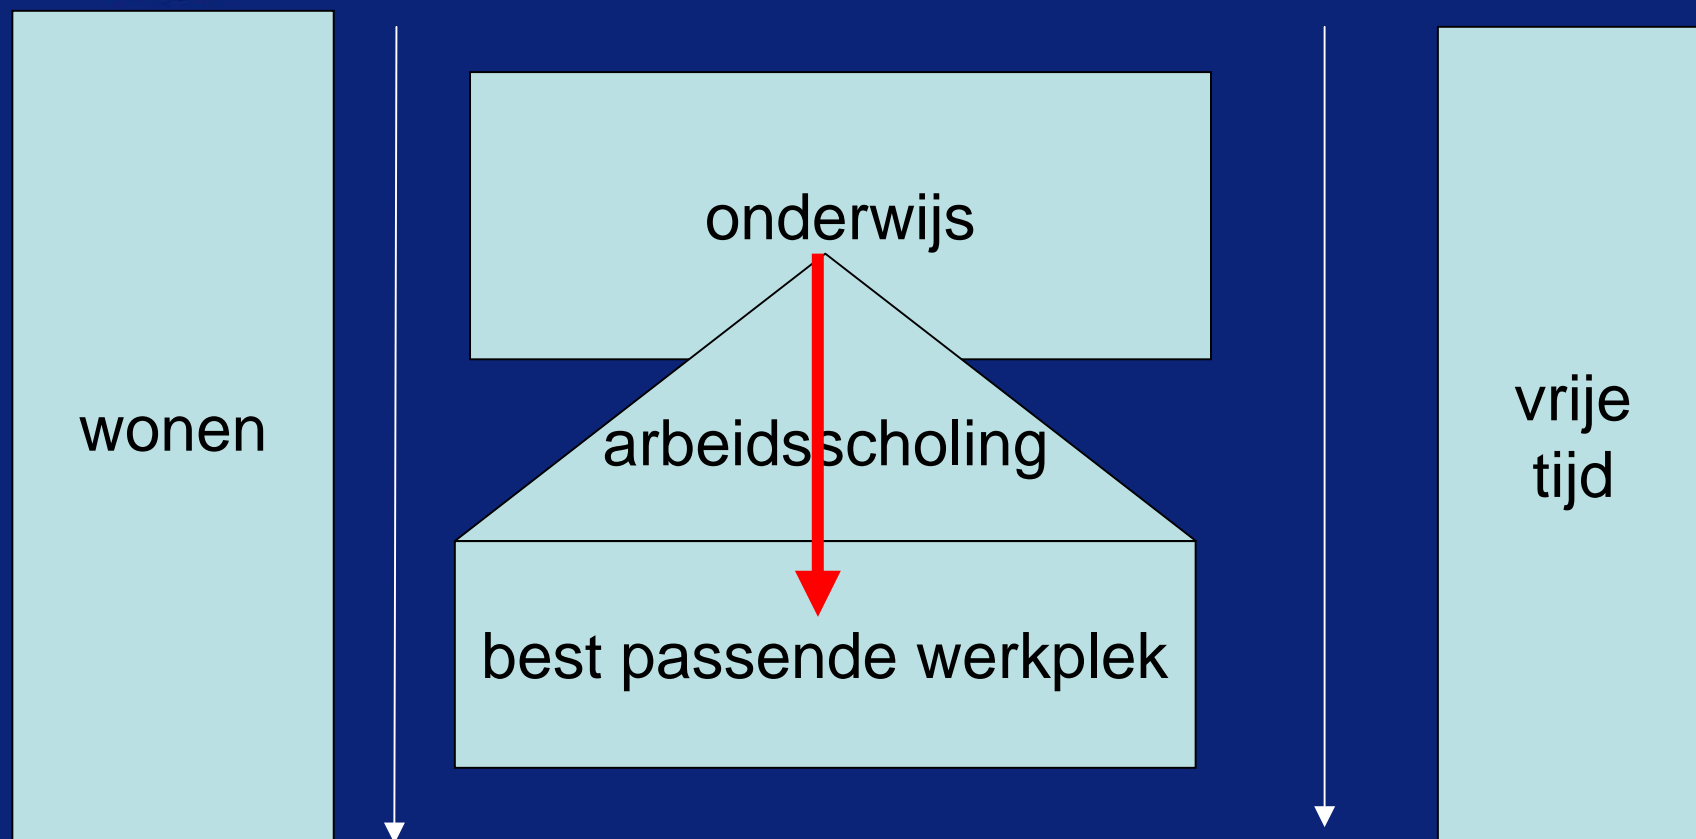 onderwijs
wonen
arbeidsscholing
vrije
tijd
best passende werkplek